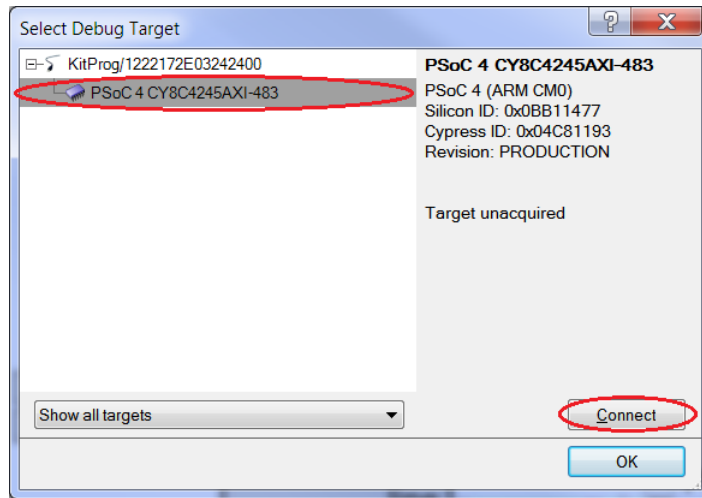 Select Debug Target
KitProg/1222172E03242400
PSoC 4 CY8C4245AXI-483
PSoC 4 CY8C4245AXI-483
PSoC 4 (ARM CM0)
Silicon ID: 0x0BB11477
Cypress ID: 0x04C81193
Revision: PRODUCTION
Target unacquired
Show all targets
Connect
OK